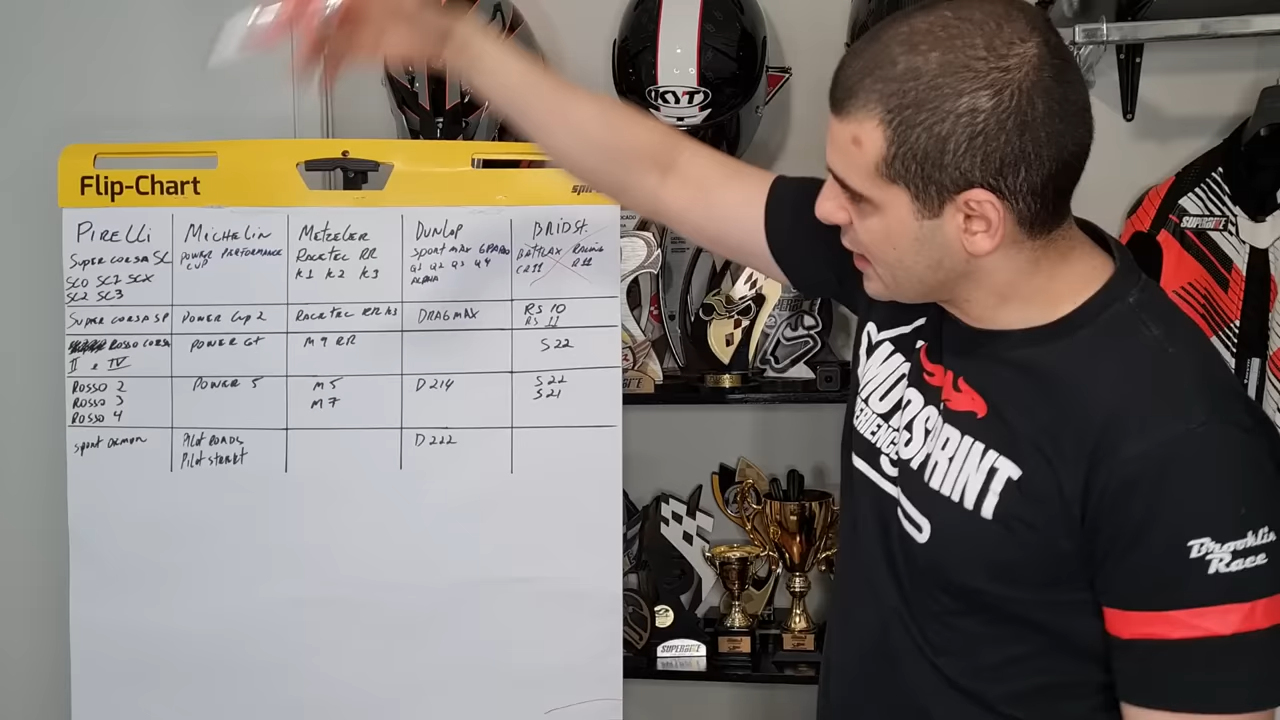 KYT
Flip-Chart
PIRELLI
SUPER CORSA SC
SC0 SC1 SCX
SC2 SC3
MICHELIN
POWER PERFORMANCE
CUP
METZELER
RACETEC RR
K1 K2 K3
DUNLOP
SPORT MAX GPA
Q1 Q2 Q3 Q4
ALPHA
BRIDST.
BATTLAX RACING
CR11 R11
SUPER CORSA SP
POWER CUP 2
RACETEC RR K3
DRAGMAX
RS 10
RS 11
ROSSO CORSA
II e IV
POWER GT
M9 RR
S22
ROSSO 2
ROSSO 3
ROSSO 4
POWER 5
M5
M7
D214
S22
S21
SPORT DEMON
PILOT ROADS
PILOT STREET
D222
SUPERBIKE
MOTOSPRINT
Brooklin
Race
SUPERBIKE